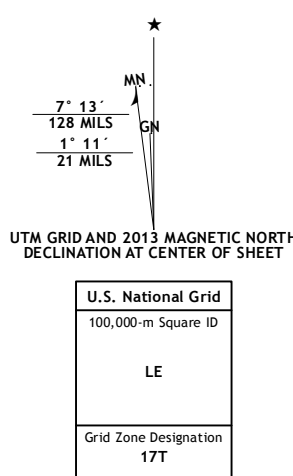 ★
MN
7° 13´
128 MILS
GN
1° 11´
21 MILS
UTM GRID AND 2013 MAGNETIC NORTH
DECLINATION AT CENTER OF SHEET
U.S. National Grid
100,000-m Square ID
LE
Grid Zone Designation
17T